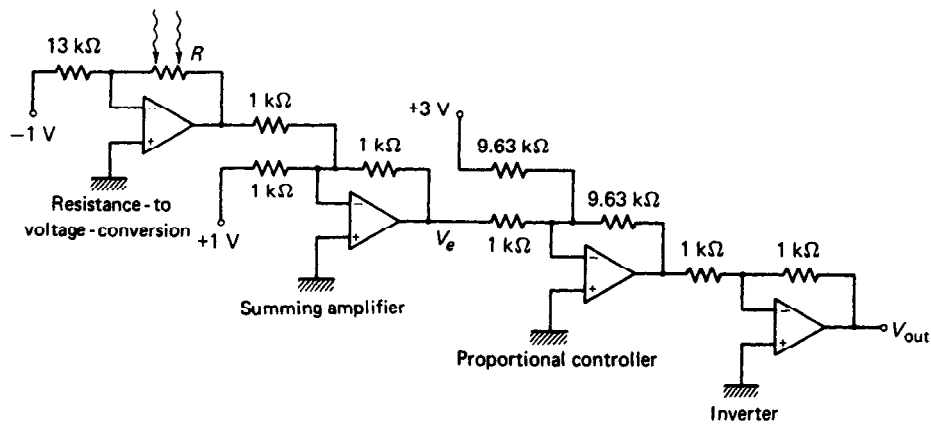 13 kΩ
R
−1 V
+
Resistance-to
voltage-conversion
1 kΩ
1 kΩ
+1 V
1 kΩ
−
+
Summing amplifier
Ve
+3 V
9.63 kΩ
1 kΩ
9.63 kΩ
−
+
Proportional controller
1 kΩ
1 kΩ
−
+
Vout
Inverter